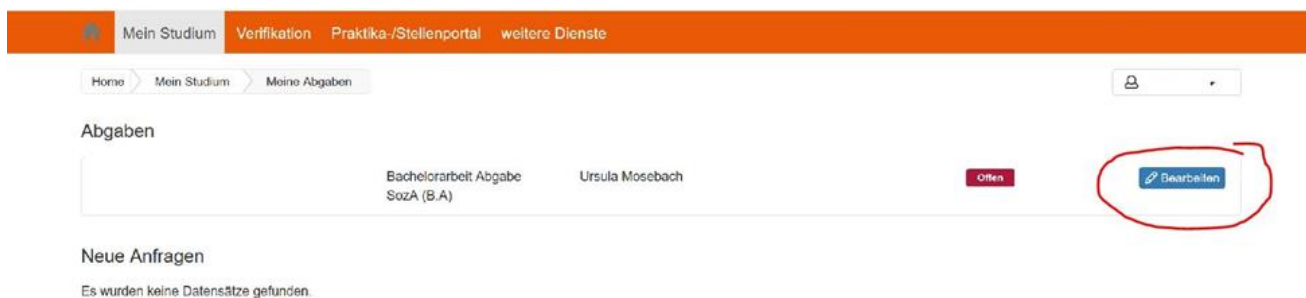 Mein Studium Verifikation Praktika-/Stellenportal weitere Dienste
Home Mein Studium Meine Abgaben
Abgaben
Bachelorarbeit Abgabe Ursula Mosebach Offen Bearbeiten
SozA (B.A)
Neue Anfragen
Es wurden keine Datensätze gefunden.